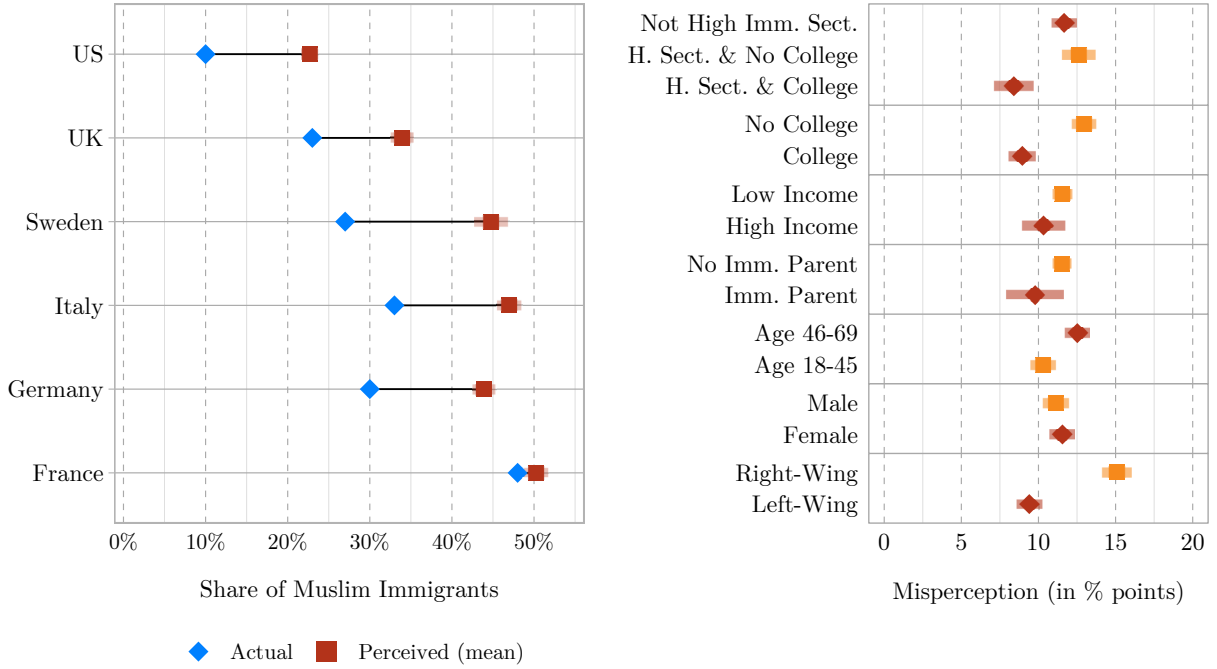 US
UK
Sweden
Italy
Germany
France
0% 10% 20% 30% 40% 50%
Share of Muslim Immigrants
Actual Perceived (mean)
Not High Imm. Sect.
H. Sect. & No College
H. Sect. & College
No College
College
Low Income
High Income
No Imm. Parent
Imm. Parent
Age 46-69
Age 18-45
Male
Female
Right-Wing
Left-Wing
0 5 10 15 20
Misperception (in % points)